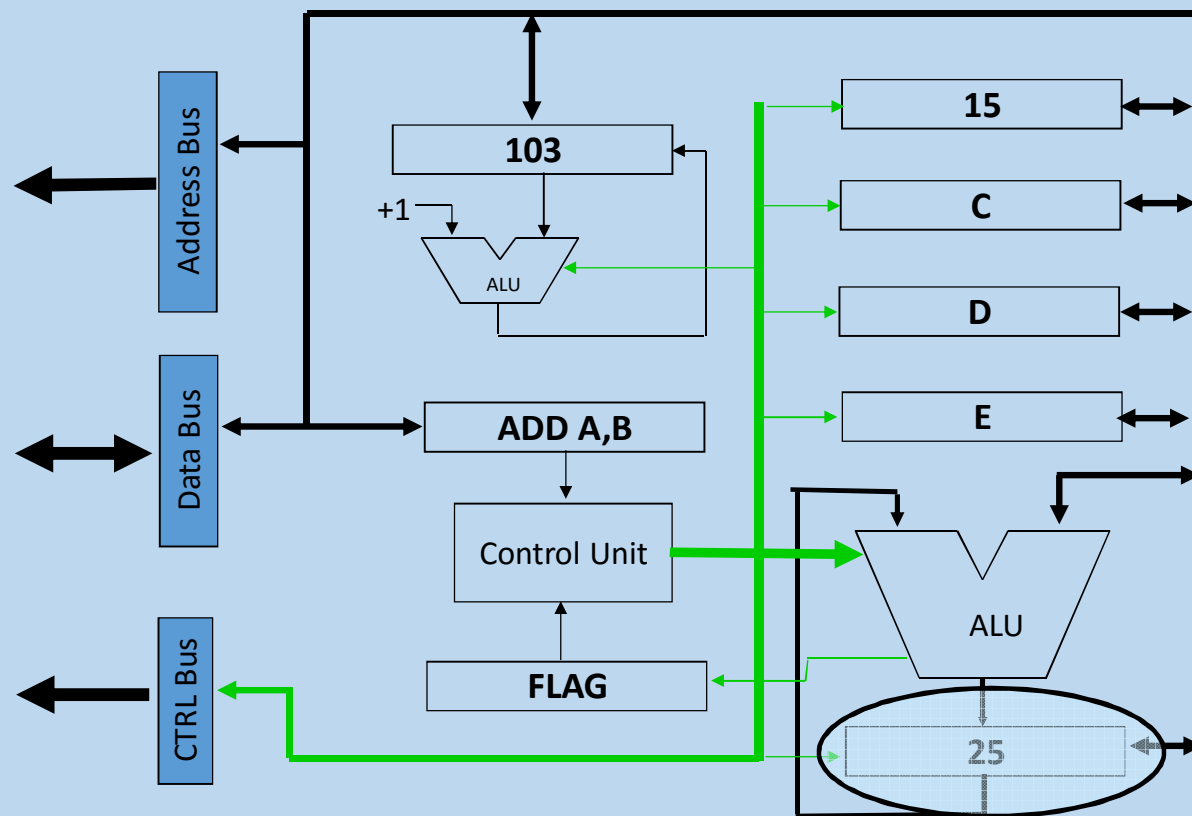 Address Bus
103
+1
ALU
15
C
D
E
Data Bus
ADD A,B
Control Unit
ALU
CTRL Bus
FLAG
25